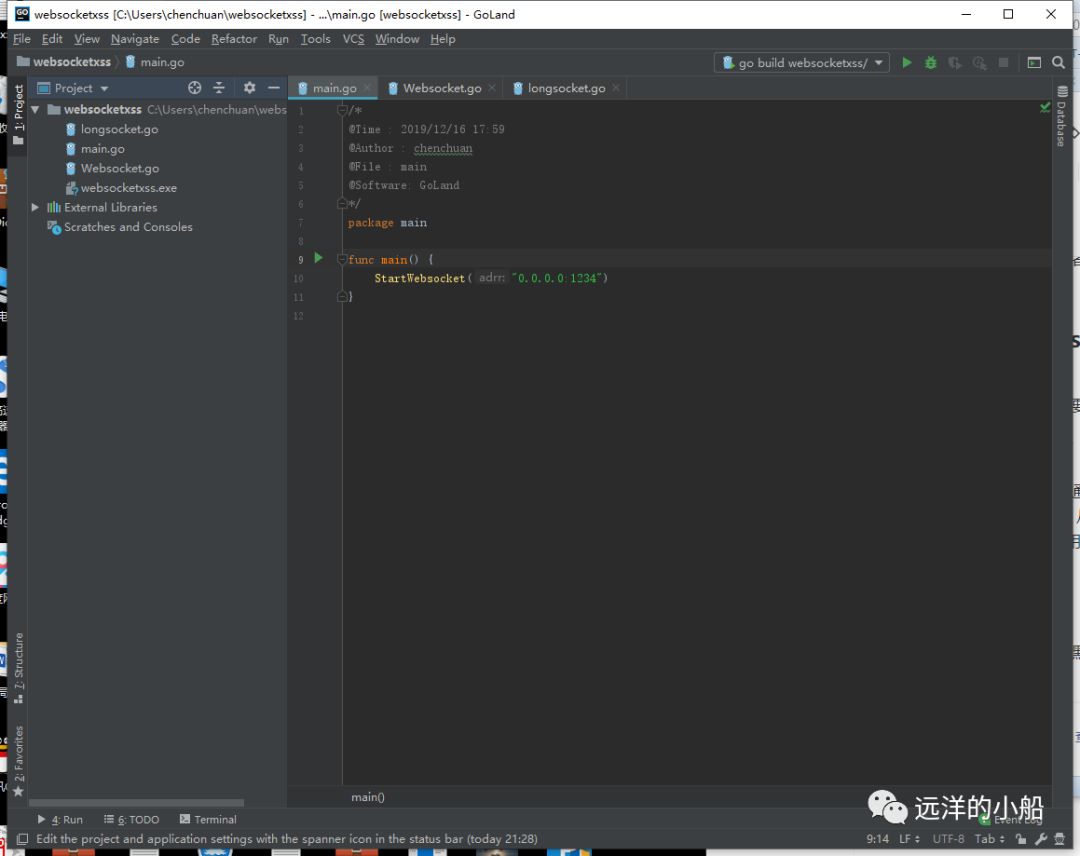 websocketxss [C:\Users\chenchuan\websocketxss] - ...\main.go [websocketxss] - GoLand
File Edit View Navigate Code Refactor Run Tools VCS Window Help
websocketxss main.go go build websocketxss/
1: Project
Project
main.go Websocket.go longsocket.go
Database
websocketxss C:\Users\chenchuan\webs
longsocket.go
main.go
Websocket.go
websocketxss.exe
External Libraries
Scratches and Consoles
1 /*
2 @Time : 2019/12/16 17:59
3 @Author : chenchuan
4 @File : main
5 @Software: GoLand
6 */
7 package main
8
9 func main() {
10 StartWebsocket( adrr: "0.0.0.0:1234")
11 }
12
7: Structure
2: Favorites
main()
远洋的小船
4: Run 6: TODO Terminal Event Log
Edit the project and application settings with the spanner icon in the status bar (today 21:28) 9:14 LF UTF-8 Tab